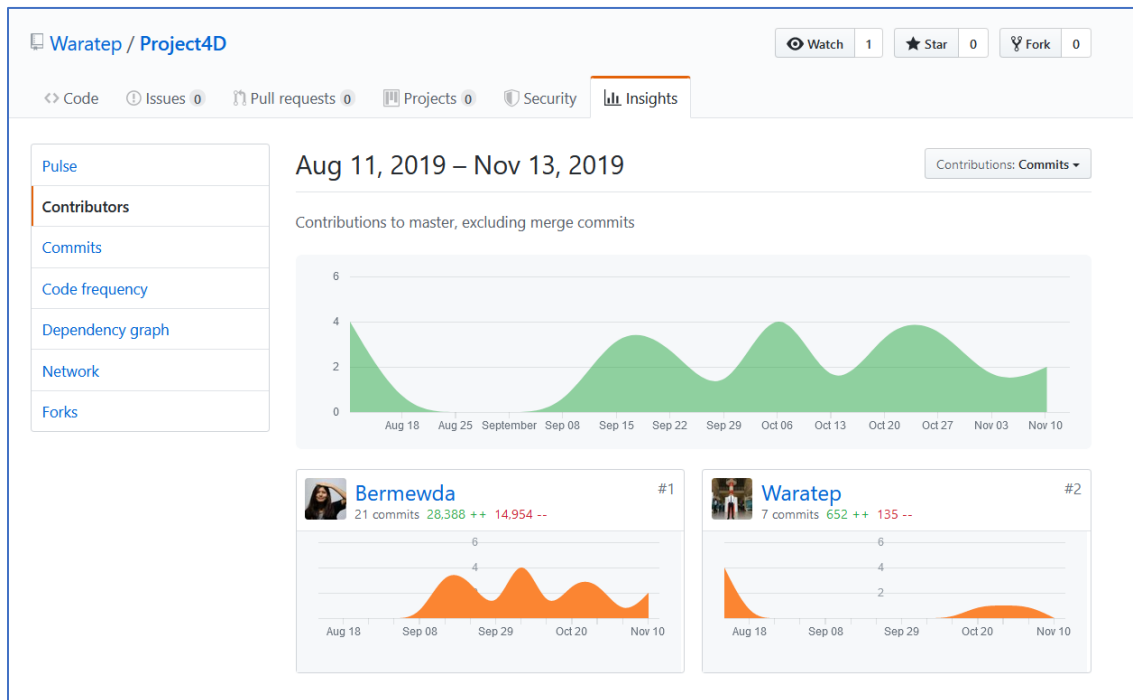 Waratep / Project4D
Watch 1 Star 0 Fork 0
Code Issues 0 Pull requests 0 Projects 0 Security Insights
Pulse
Contributors
Commits
Code frequency
Dependency graph
Network
Forks
Aug 11, 2019 – Nov 13, 2019
Contributions: Commits
Contributions to master, excluding merge commits
6
4
2
0
Aug 18 Aug 25 September Sep 08 Sep 15 Sep 22 Sep 29 Oct 06 Oct 13 Oct 20 Oct 27 Nov 03 Nov 10
Bermewda #1
21 commits 28,388 ++ 14,954 --
6
4
Aug 18 Sep 08 Sep 29 Oct 20 Nov 10
Waratep #2
7 commits 652 ++ 135 --
6
4
2
Aug 18 Sep 08 Sep 29 Oct 20 Nov 10